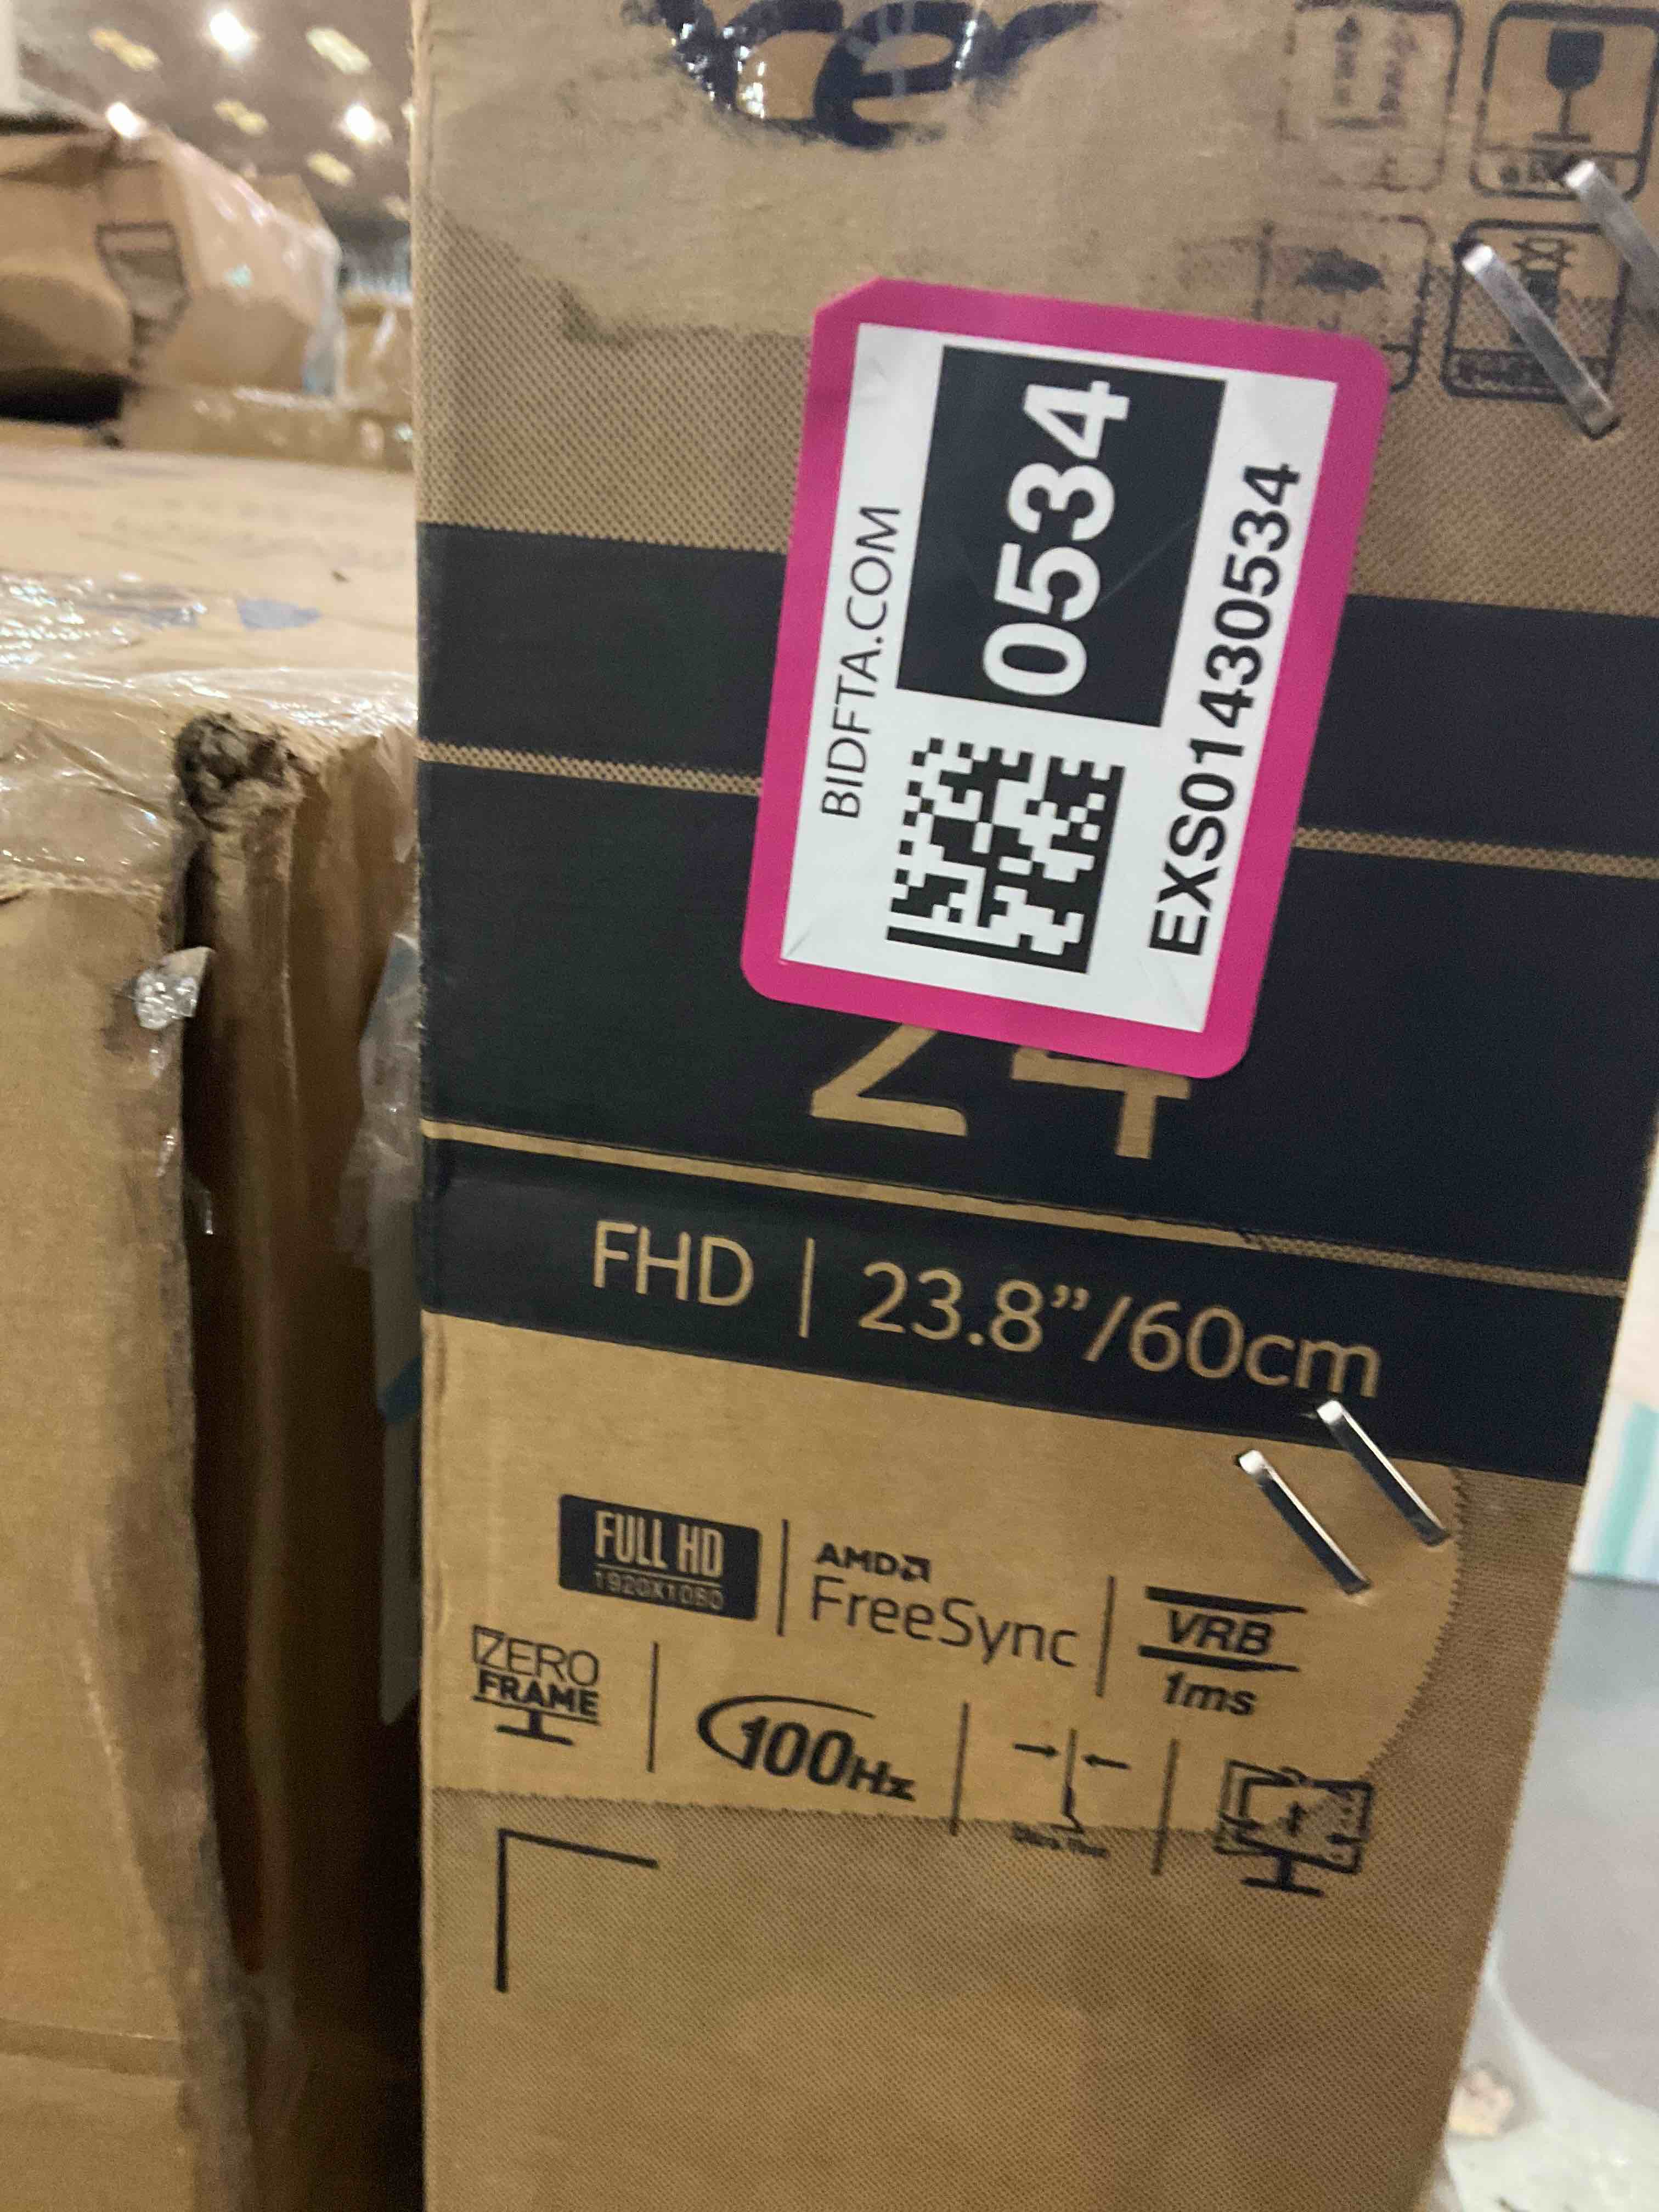 cer
BIDFTA.COM
0534
EXS01430534
24
FHD | 23.8”/60cm
FULL HD
1920X1080
AMD
FreeSync
VRB
1ms
ZERO
FRAME
100Hz